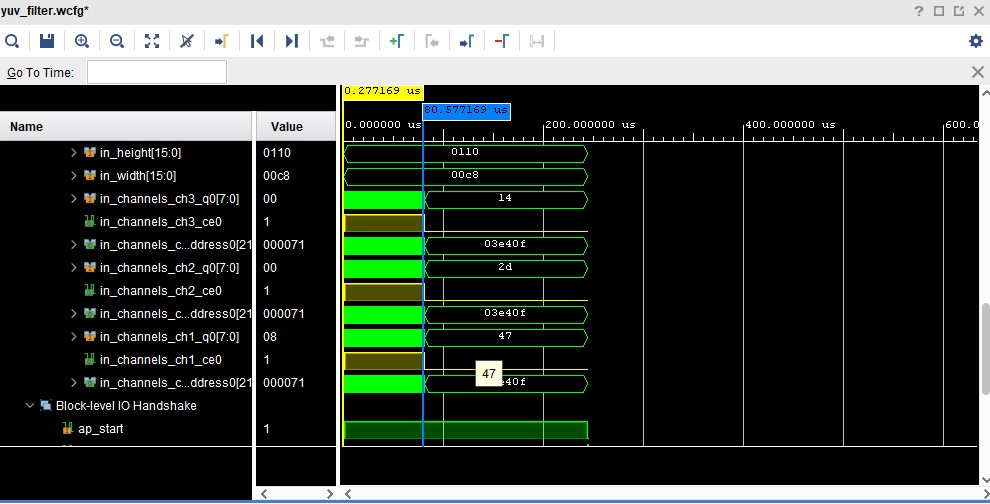 yuv_filter.wcfg*
Go To Time:
0.277169 us
80.577169 us
Name Value 0.000000 us 200.000000 us 400.000000 us 600.0
in_height[15:0] 0110 0110
in_width[15:0] 00c8 00c8
in_channels_ch3_q0[7:0] 00 14
in_channels_ch3_ce0 1
in_channels_c...ddress0[21 000071 03e40f
in_channels_ch2_q0[7:0] 00 2d
in_channels_ch2_ce0 1
in_channels_c...ddress0[21 000071 03e40f
in_channels_ch1_q0[7:0] 08 47
in_channels_ch1_ce0 1
47
in_channels_c...ddress0[21 000071 e40f
Block-level IO Handshake
ap_start 1